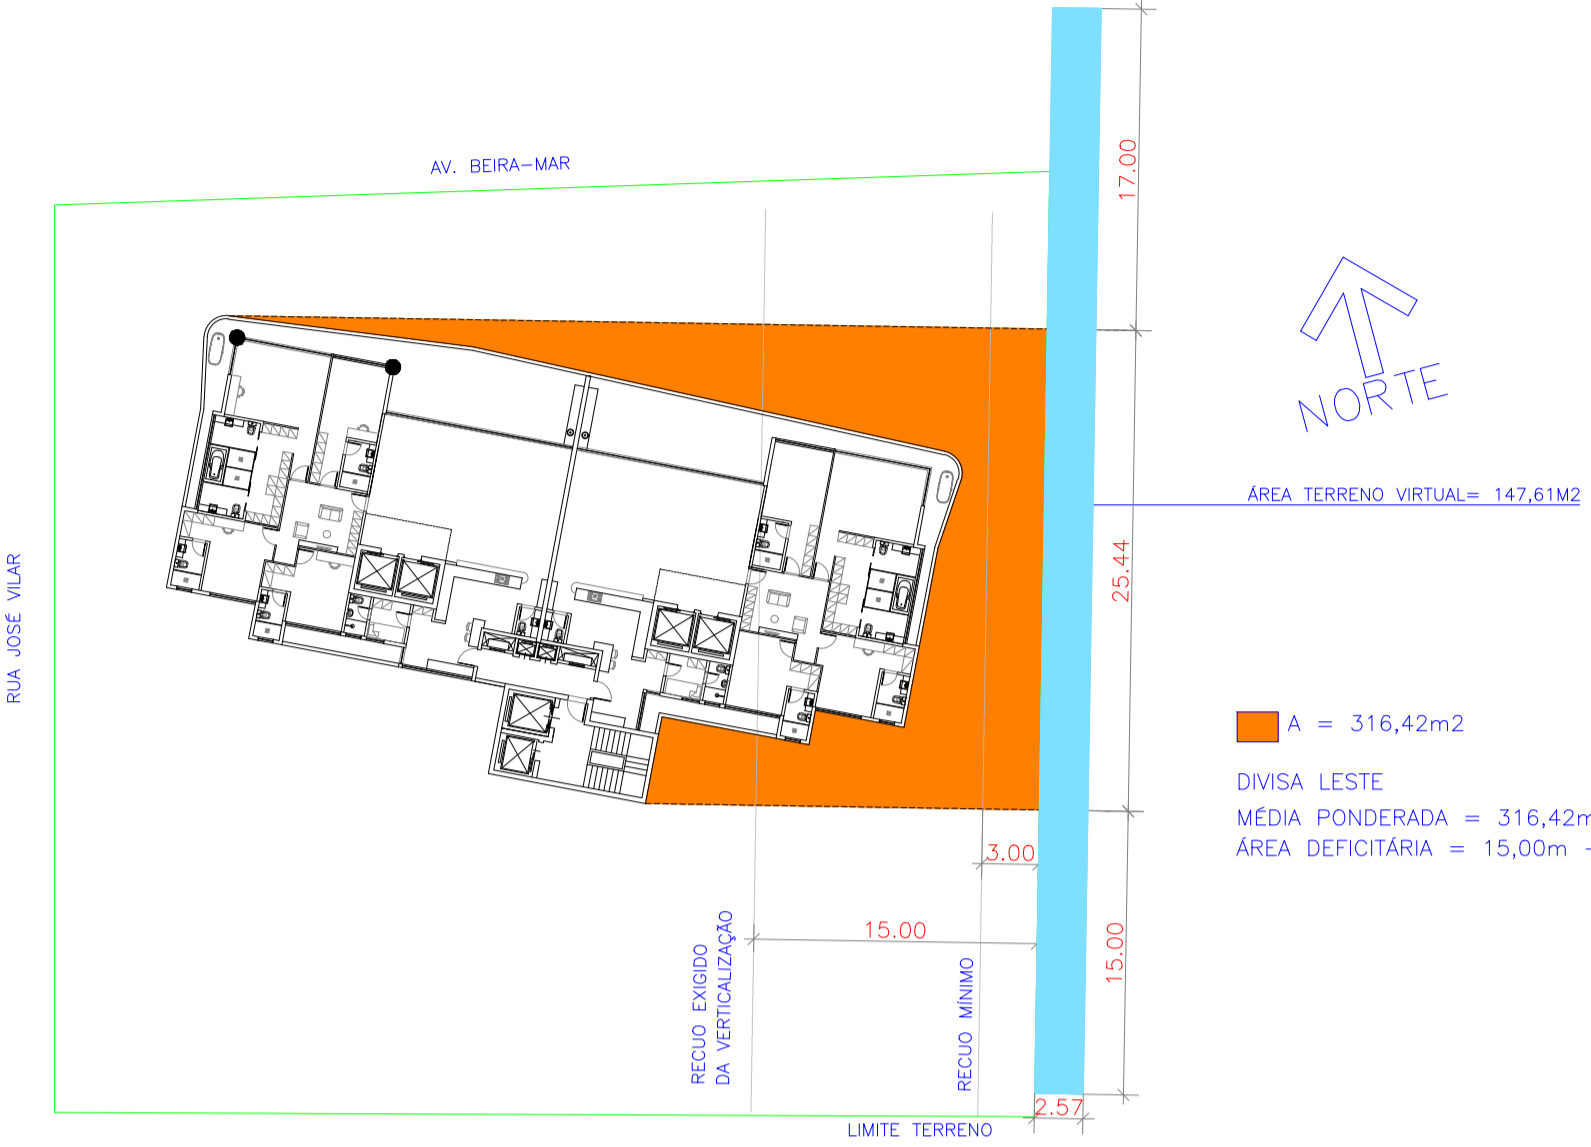 AV. BEIRA-MAR
17.00
NORTE
ÁREA TERRENO VIRTUAL= 147,61M2
25.44
RUA JOSÉ VILAR
A = 316,42m2
DIVISA LESTE
MÉDIA PONDERADA = 316,42m
ÁREA DEFICITÁRIA = 15,00m -
3.00
15.00
15.00
RECUO EXIGIDO
DA VERTICALIZAÇÃO
RECUO MÍNIMO
2.57
LIMITE TERRENO